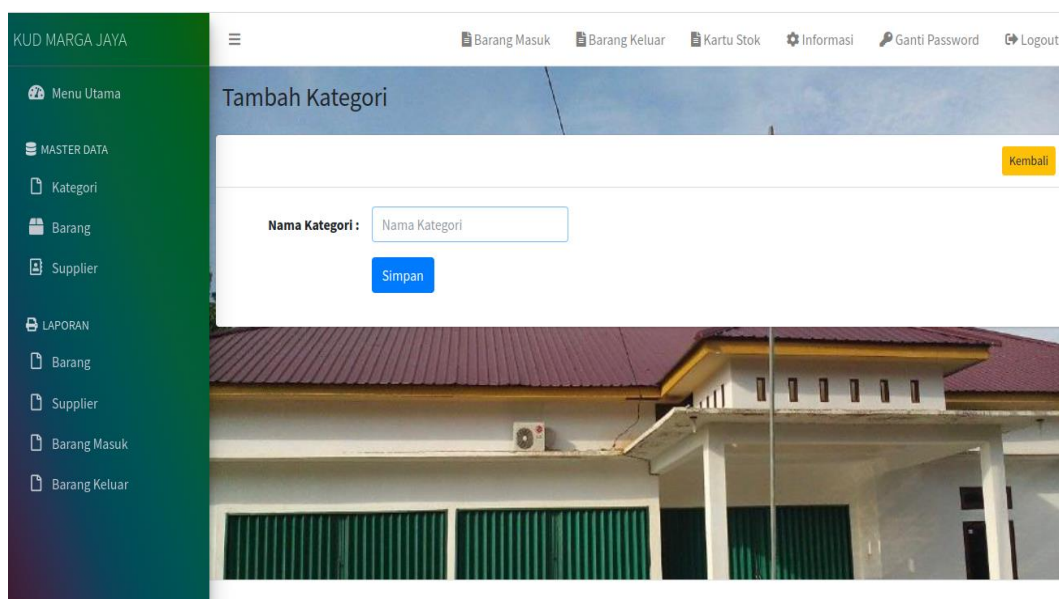 KUD MARGA JAYA
Barang Masuk Barang Keluar Kartu Stok Informasi Ganti Password Logout
Menu Utama
Tambah Kategori
MASTER DATA
Kembali
Kategori
Nama Kategori : Nama Kategori
Barang
Supplier
Simpan
LAPORAN
Barang
Supplier
Barang Masuk
Barang Keluar